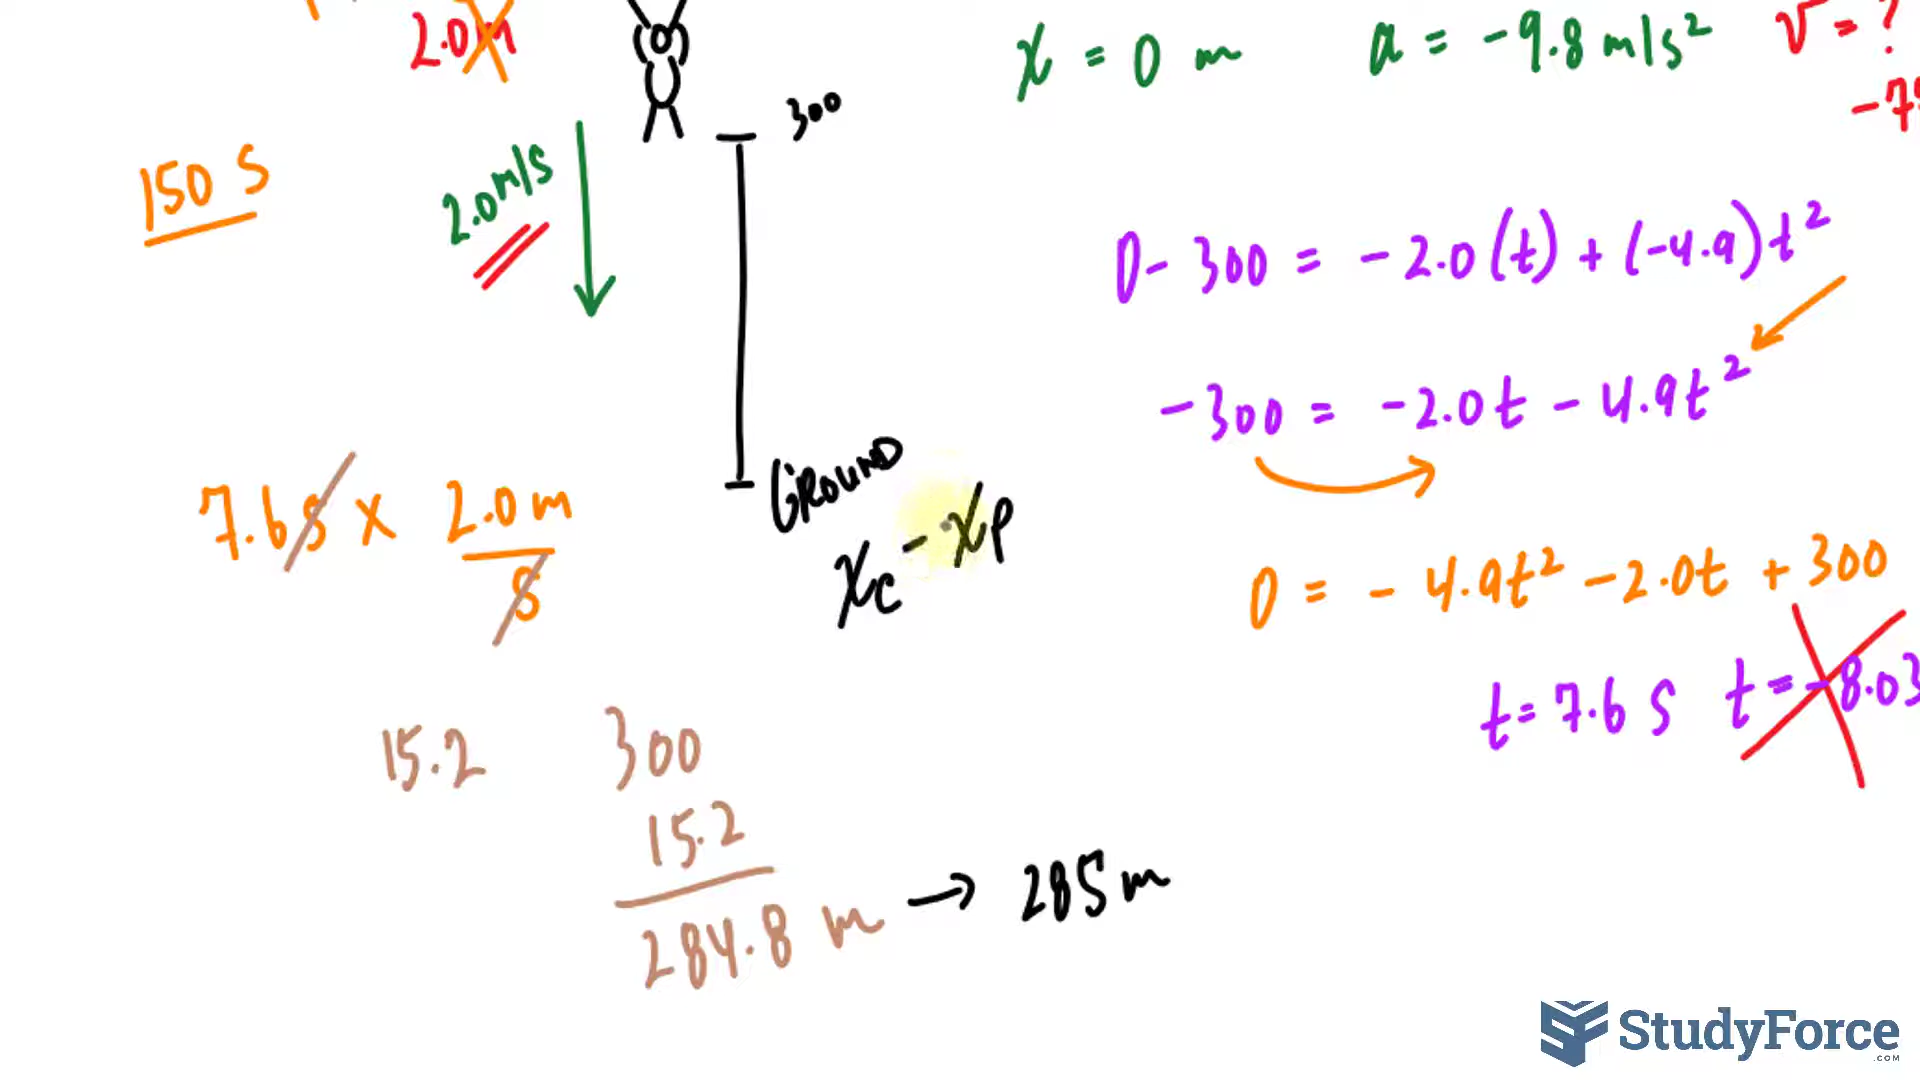 2.0m
x = 0 m a = -9.8 m/s² v = ?
300
150 s
2.0 m/s
0 - 300 = -2.0(t) + (-4.9)t²
-300 = -2.0t - 4.9t²
7.6s x 2.0m
s
GROUND
xc - xp
0 = -4.9t² - 2.0t + 300
t = 7.6 s t = -8.03
15.2 300
15.2
284.8 m → 285 m
StudyForce
.COM